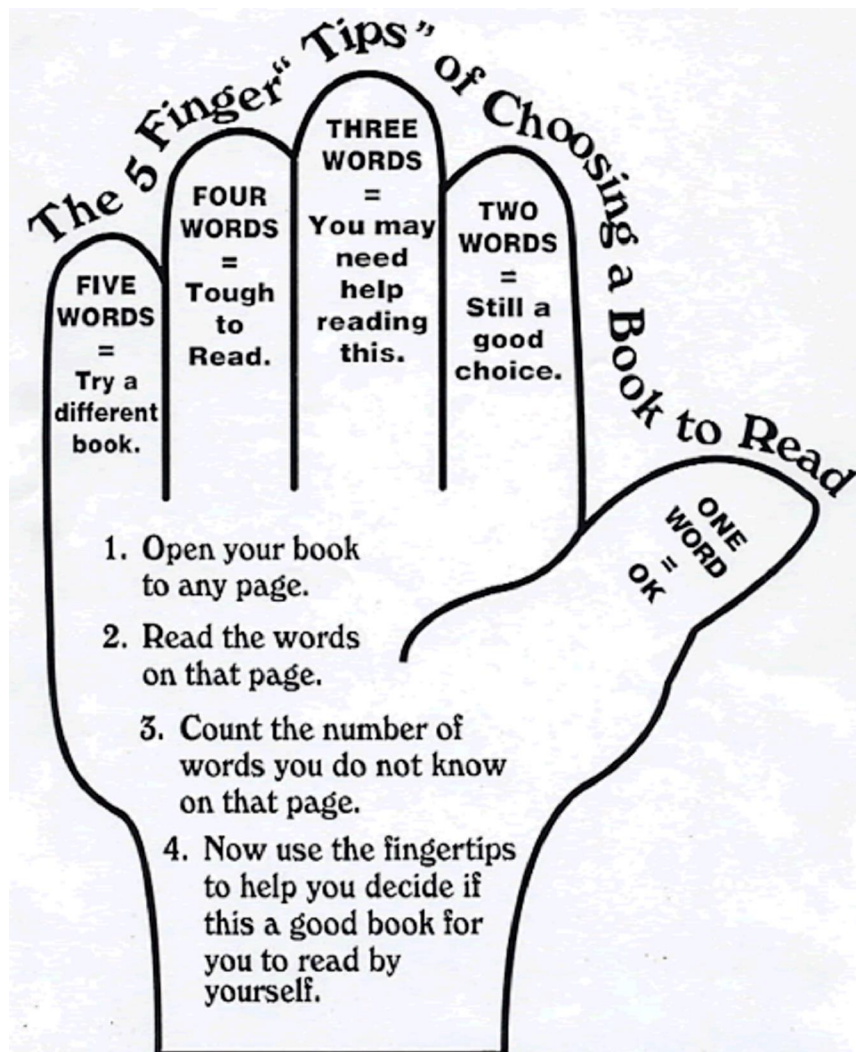 The 5 Finger “Tips” of Choosing a Book to Read
FIVE
WORDS
=
Try a
different
book.
FOUR
WORDS
=
Tough
to
Read.
THREE
WORDS
=
You may
need
help
reading
this.
TWO
WORDS
=
Still a
good
choice.
ONE
WORD
=
OK
1. Open your book
to any page.
2. Read the words
on that page.
3. Count the number of
words you do not know
on that page.
4. Now use the fingertips
to help you decide if
this a good book for
you to read by
yourself.